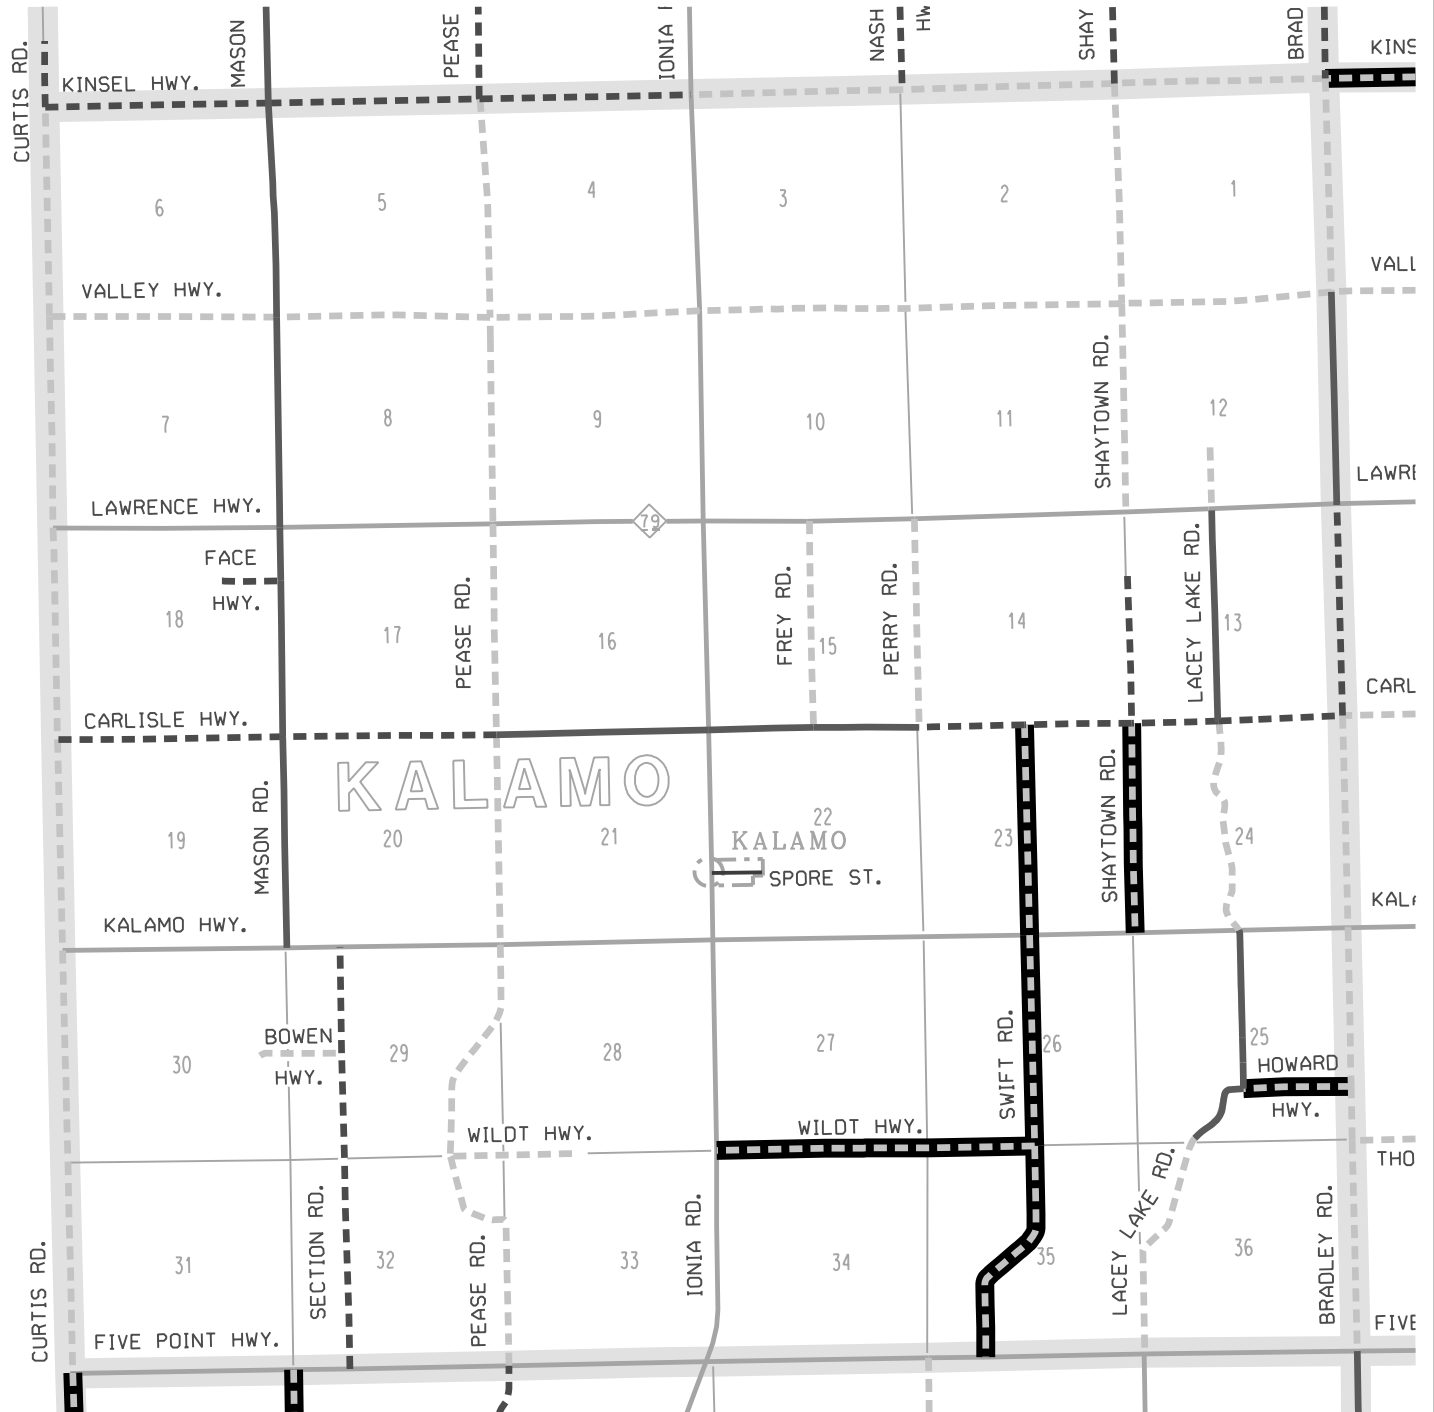 CURTIS RD.
KINSEL HWY.
MASON
PEASE
IONIA
NASH
HW
SHAY
BRAD
KINS
6
5
4
3
2
1
VALLEY HWY.
VALL
7
8
9
10
11
SHAYTOWN RD.
12
LAWRENCE HWY.
79
LAWRE
FACE
HWY.
18
17
PEASE RD.
16
FREY RD.
15
PERRY RD.
14
LACEY LAKE RD.
13
CARLISLE HWY.
CARL
KALAMO
19
MASON RD.
20
21
22
KALAMO
SPORE ST.
23
SHAYTOWN RD.
24
KALAMO HWY.
KALA
BOWEN
HWY.
30
29
28
27
SWIFT RD.
26
25
HOWARD
HWY.
WILDT HWY.
WILDT HWY.
THO
CURTIS RD.
31
SECTION RD.
32
PEASE RD.
33
IONIA RD.
34
35
LACEY LAKE RD.
36
BRADLEY RD.
FIVE POINT HWY.
FIVE